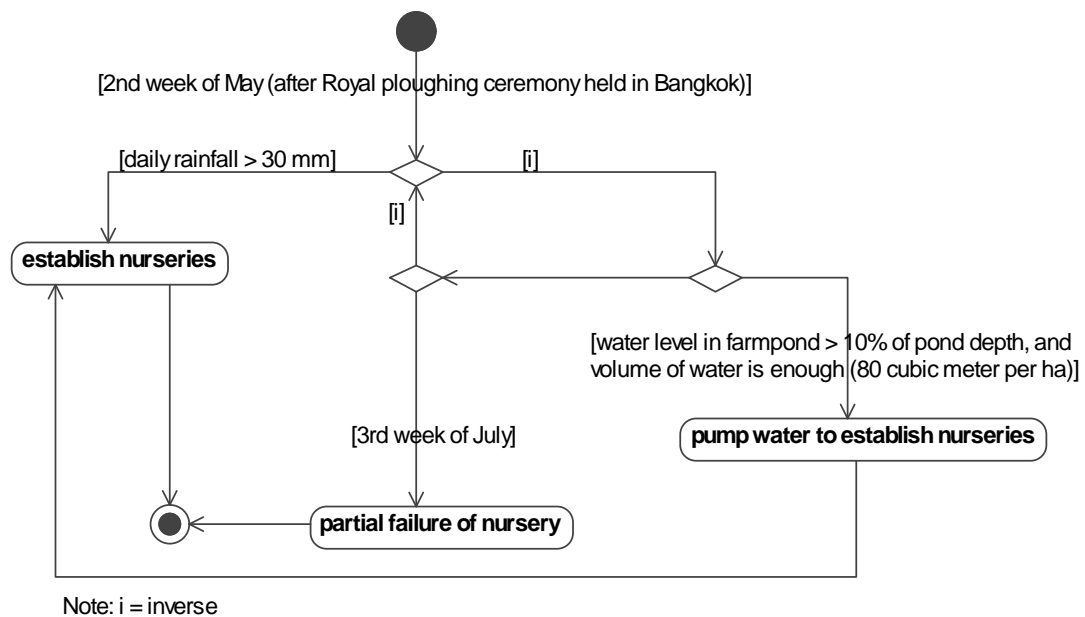 [2nd week of May (after Royal ploughing ceremony held in Bangkok)]
[daily rainfall > 30 mm]
[i]
[i]
establish nurseries
[water level in farmpond > 10% of pond depth, and
volume of water is enough (80 cubic meter per ha)]
[3rd week of July]
pump water to establish nurseries
partial failure of nursery
Note: i = inverse